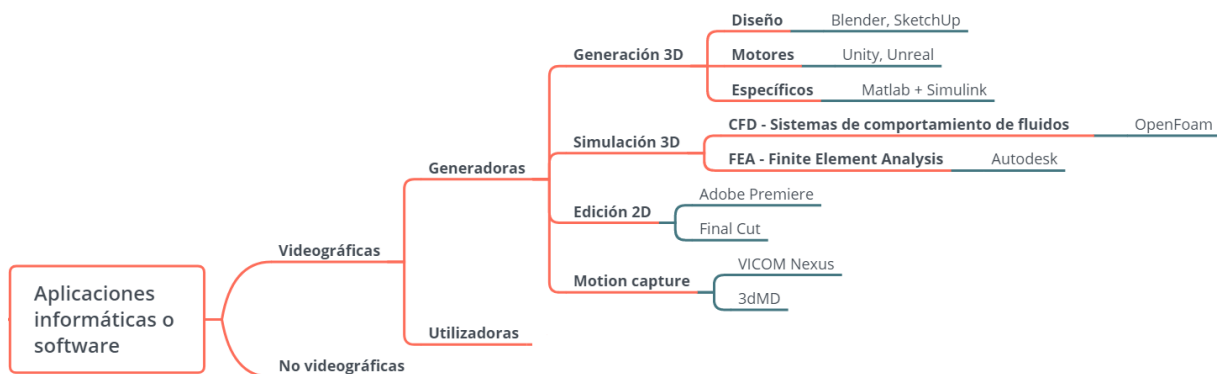 Diseño
Blender, SketchUp
Generación 3D
Motores
Unity, Unreal
Específicos
Matlab + Simulink
CFD - Sistemas de comportamiento de fluidos
OpenFoam
Simulación 3D
FEA - Finite Element Analysis
Autodesk
Generadoras
Adobe Premiere
Edición 2D
Final Cut
Videográficas
VICOM Nexus
Motion capture
3dMD
Aplicaciones
informáticas o
software
Utilizadoras
No videográficas